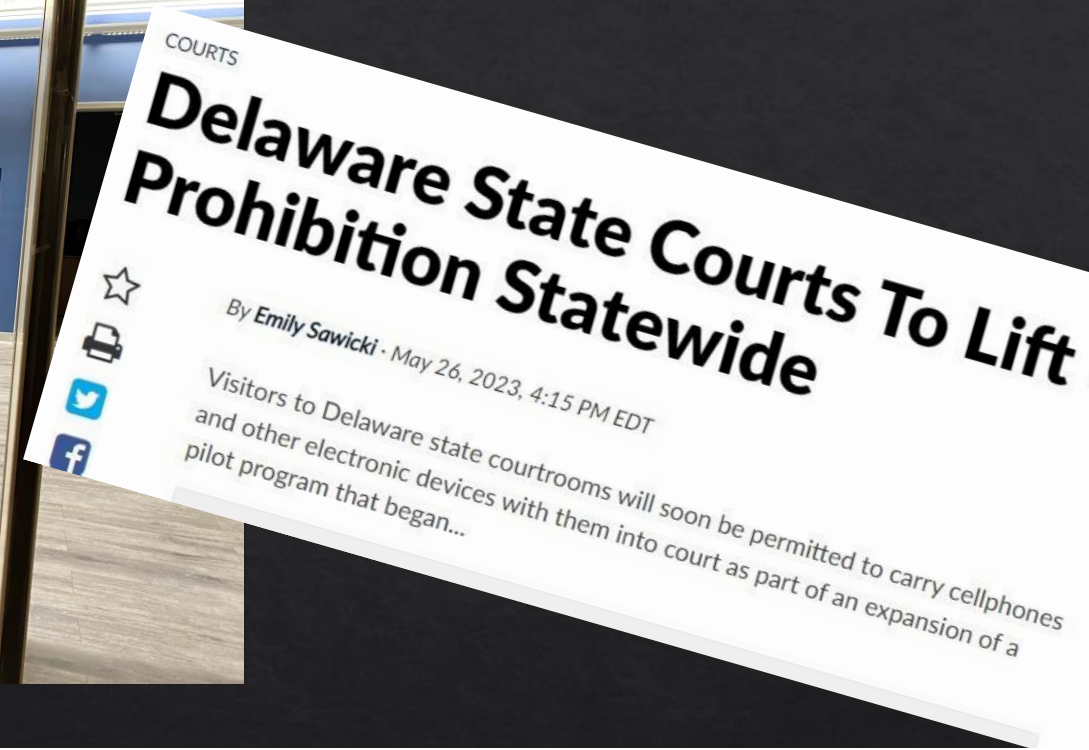 COURTS
Delaware State Courts To Lift
Prohibition Statewide
By Emily Sawicki · May 26, 2023, 4:15 PM EDT
Visitors to Delaware state courtrooms will soon be permitted to carry cellphones
and other electronic devices with them into court as part of an expansion of a
pilot program that began...